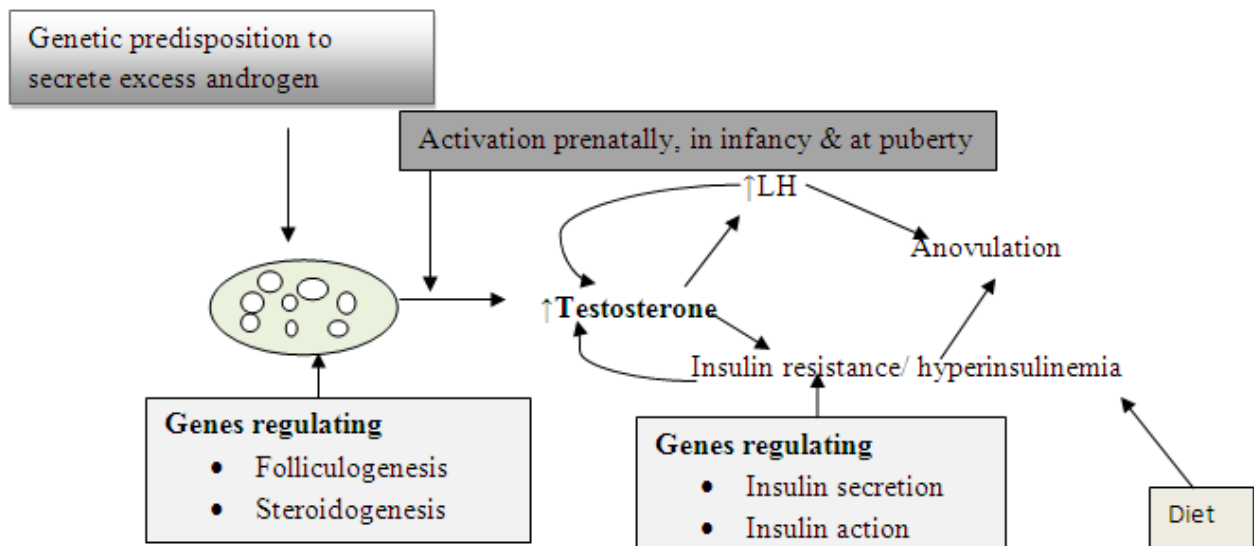 Genetic predisposition to
secrete excess androgen
Activation prenatally, in infancy & at puberty
↑LH
Anovulation
↑Testosterone
Insulin resistance/ hyperinsulinemia
Genes regulating
• Folliculogenesis
• Steroidogenesis
Genes regulating
• Insulin secretion
• Insulin action
Diet